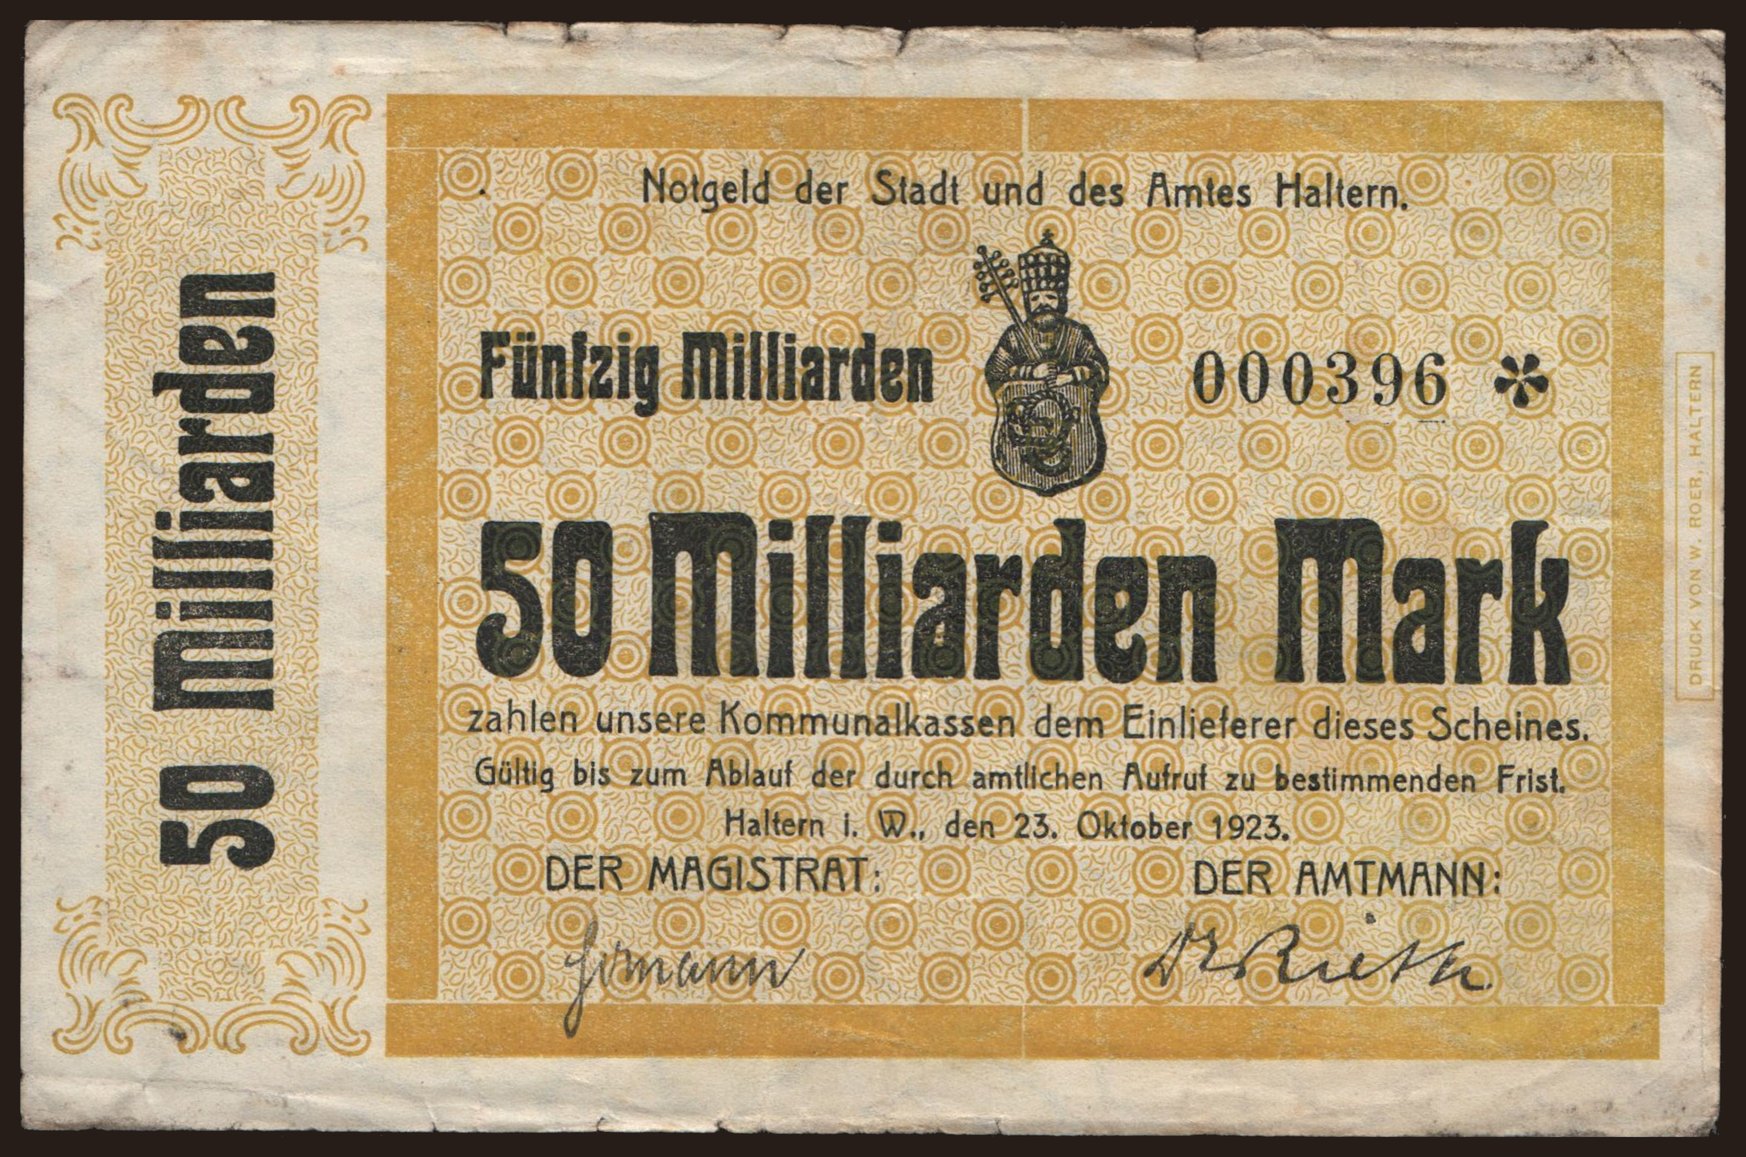 50 Milliarden
Notgeld der Stadt und des Amtes Haltern.
Fünfzig Milliarden
000396 *
50 Milliarden Mark
zahlen unsere Kommunalkassen dem Einlieferer dieses Scheines.
Gültig bis zum Ablauf der durch amtlichen Aufruf zu bestimmenden Frist.
Haltern i. W., den 23. Oktober 1923.
DER MAGISTRAT: DER AMTMANN:
Dr Rieth
DRUCK VON W. ROER, HALTERN